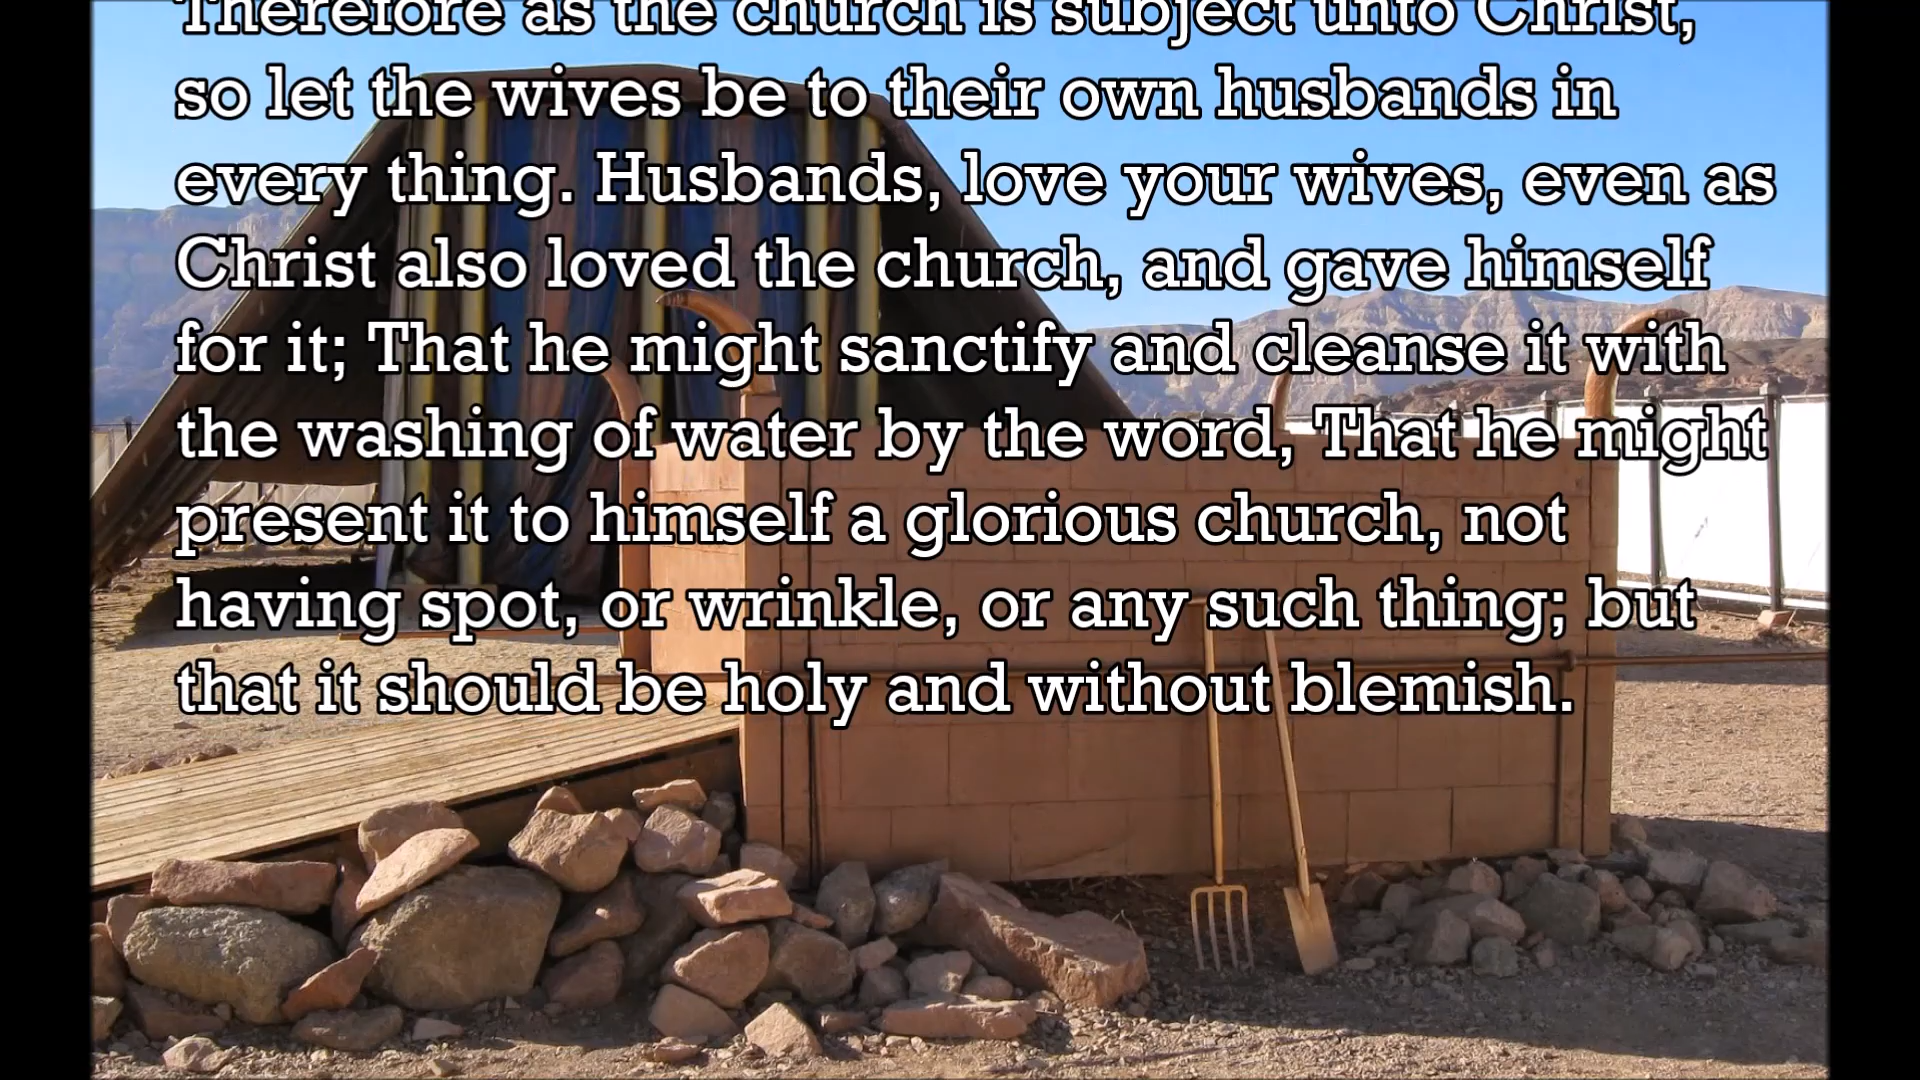 Therefore as the church is subject unto Christ,
so let the wives be to their own husbands in
every thing. Husbands, love your wives, even as
Christ also loved the church, and gave himself
for it; That he might sanctify and cleanse it with
the washing of water by the word, That he might
present it to himself a glorious church, not
having spot, or wrinkle, or any such thing; but
that it should be holy and without blemish.